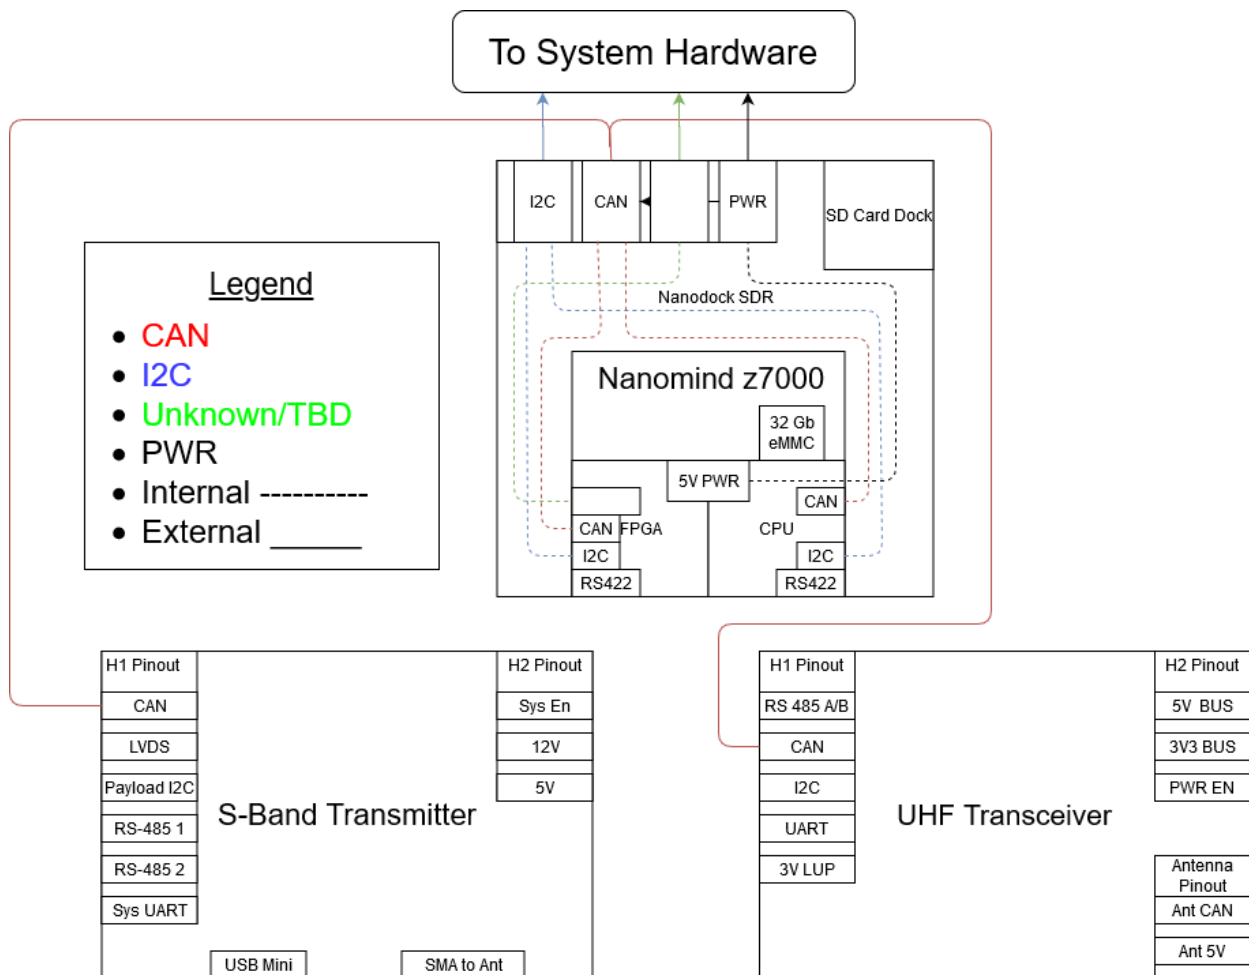 To System Hardware
I2C
CAN
PWR
SD Card Dock
Nanodock SDR
Legend
CAN
I2C
Unknown/TBD
PWR
Internal ----------
External _____
Nanomind z7000
32 Gb
eMMC
5V PWR
CAN
CAN
FPGA
CPU
I2C
I2C
RS422
RS422
H1 Pinout
CAN
LVDS
Payload I2C
RS-485 1
RS-485 2
Sys UART
S-Band Transmitter
H2 Pinout
Sys En
12V
5V
USB Mini
SMA to Ant
H1 Pinout
RS 485 A/B
CAN
I2C
UART
3V LUP
UHF Transceiver
H2 Pinout
5V BUS
3V3 BUS
PWR EN
Antenna
Pinout
Ant CAN
Ant 5V